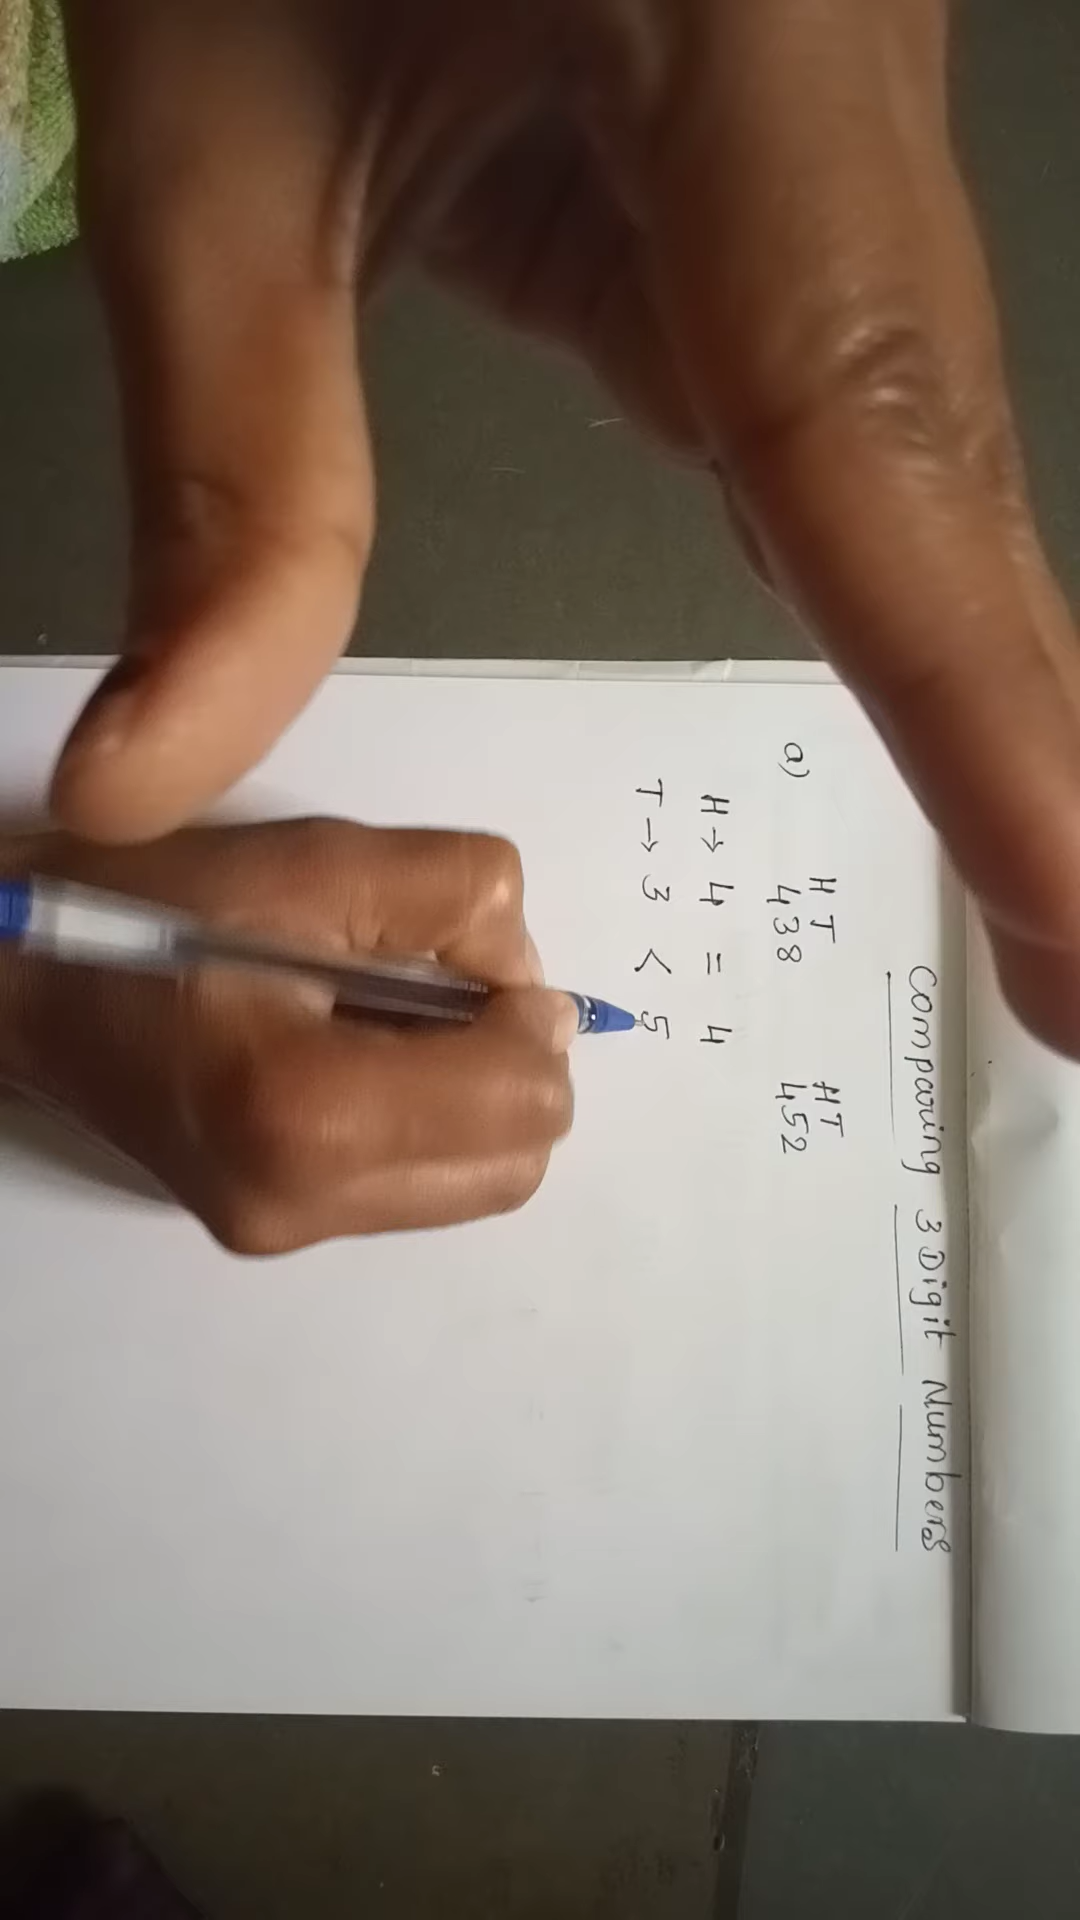 Comparing 3 Digit Numbers
H T H T
a) 438 452
H → 4 = 4
T → 3 < 5